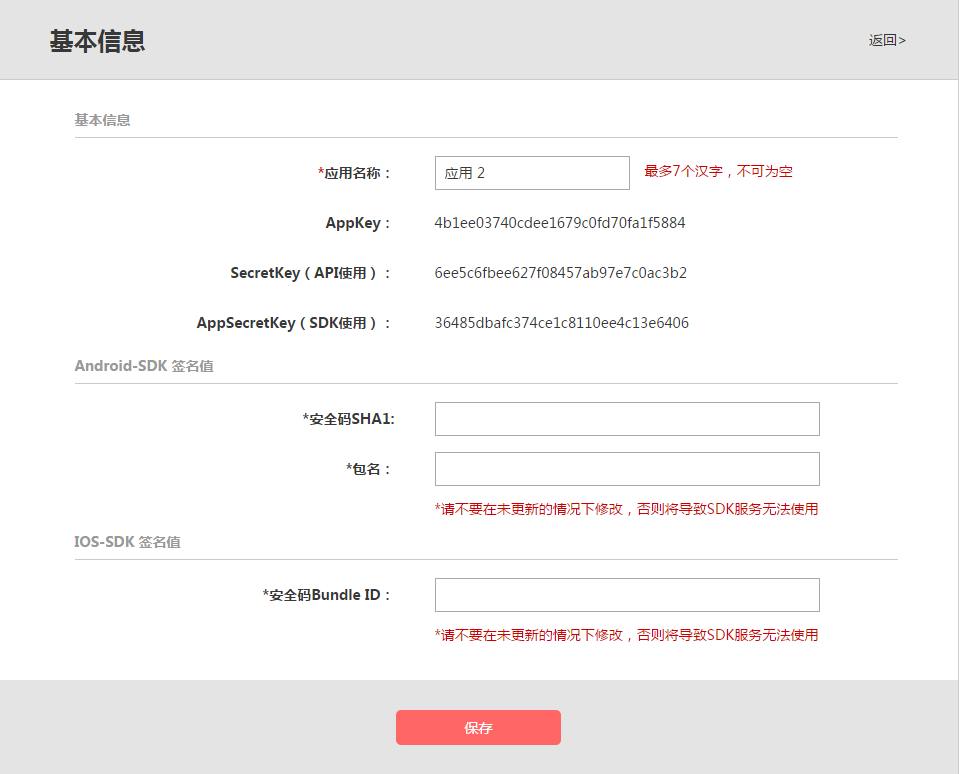 基本信息
返回>
基本信息
*应用名称：
应用 2
最多7个汉字，不可为空
AppKey：
4b1ee03740cdee1679c0fd70fa1f5884
SecretKey（API使用）：
6ee5c6fbee627f08457ab97e7c0ac3b2
AppSecretKey（SDK使用）：
36485dbafc374ce1c8110ee4c13e6406
Android-SDK 签名值
*安全码SHA1:
*包名：
*请不要在未更新的情况下修改，否则将导致SDK服务无法使用
IOS-SDK 签名值
*安全码Bundle ID：
*请不要在未更新的情况下修改，否则将导致SDK服务无法使用
保存